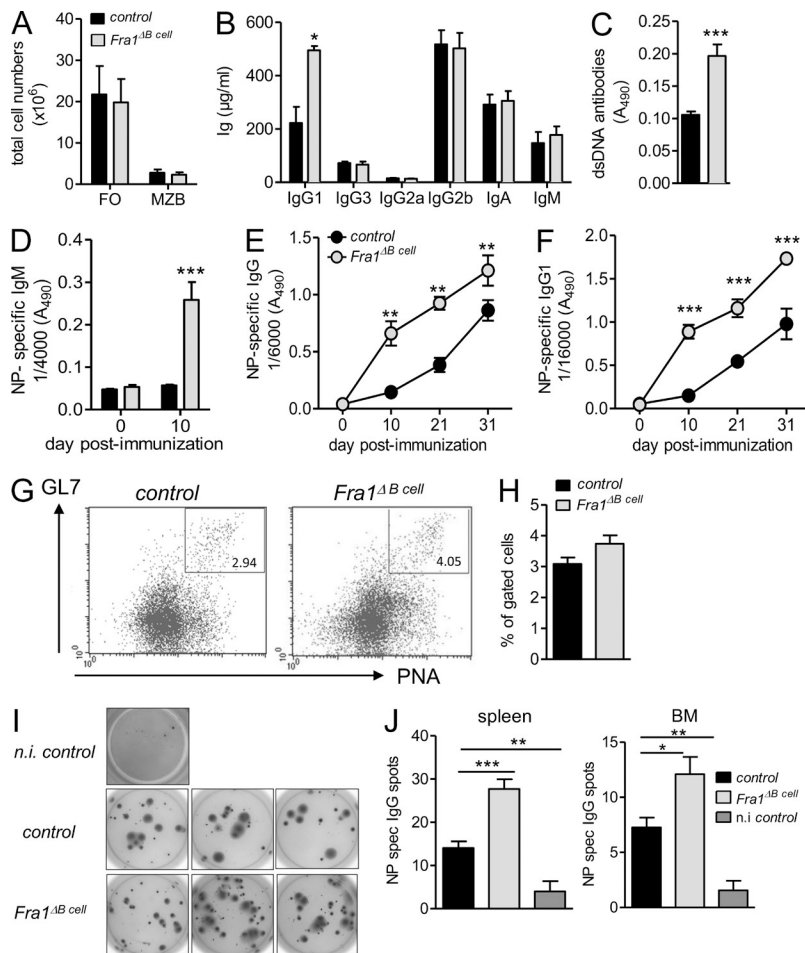 A
control
Fra1ΔB cell
total cell numbers
(x10⁶)
40
30
20
10
0
FO MZB
B
Ig (µg/ml)
600
400
200
0
*
IgG1 IgG3 IgG2a IgG2b IgA IgM
C
dsDNA antibodies
(A490)
0.25
0.20
0.15
0.10
0.05
0.00
***
D
NP- specific IgM
1/4000 (A490)
0.4
0.3
0.2
0.1
0.0
***
0 10
day post-immunization
E
control
Fra1ΔB cell
NP-specific IgG
1/6000 (A490)
1.5
1.0
0.5
0.0
** ** **
0 10 21 31
day post-immunization
F
NP-specific IgG1
1/16000 (A490)
2.0
1.5
1.0
0.5
0.0
*** *** ***
0 10 21 31
day post-immunization
G
GL7
control Fra1Δ B cell
2.94 4.05
10⁰ 10⁰
10⁰ 10⁰
PNA
H
control
Fra1ΔB cell
% of gated cells
5
4
3
2
1
0
I
n.i. control
control
Fra1ΔB cell
J
spleen BM
NP spec IgG spots
40
30
20
10
0
**
***
NP spec IgG spots
15
10
5
0
**
*
control
Fra1ΔB cell
n.i control